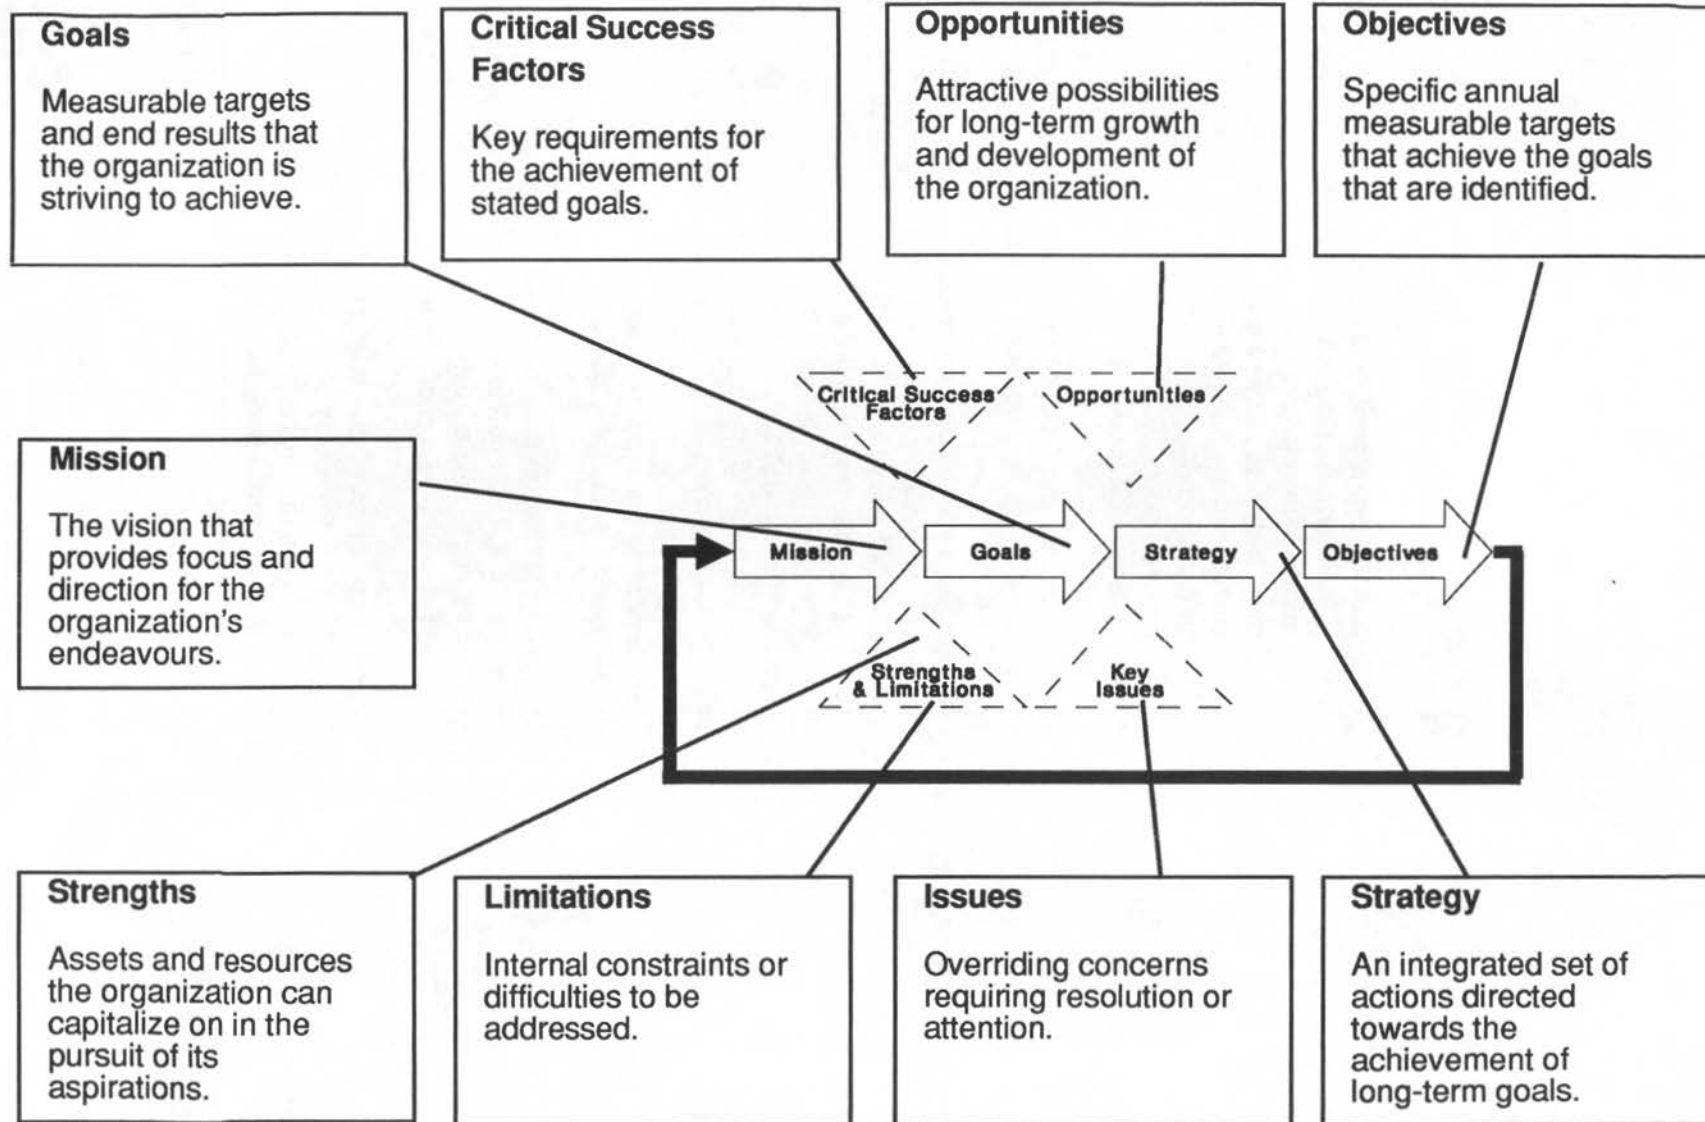 Goals
Measurable targets
and end results that
the organization is
striving to achieve.
Critical Success
Factors
Key requirements for
the achievement of
stated goals.
Opportunities
Attractive possibilities
for long-term growth
and development of
the organization.
Objectives
Specific annual
measurable targets
that achieve the goals
that are identified.
Critical Success
Factors
Opportunities
Mission
The vision that
provides focus and
direction for the
organization's
endeavours.
Mission
Goals
Strategy
Objectives
Strengths
& Limitations
Key
Issues
Strengths
Assets and resources
the organization can
capitalize on in the
pursuit of its
aspirations.
Limitations
Internal constraints or
difficulties to be
addressed.
Issues
Overriding concerns
requiring resolution or
attention.
Strategy
An integrated set of
actions directed
towards the
achievement of
long-term goals.